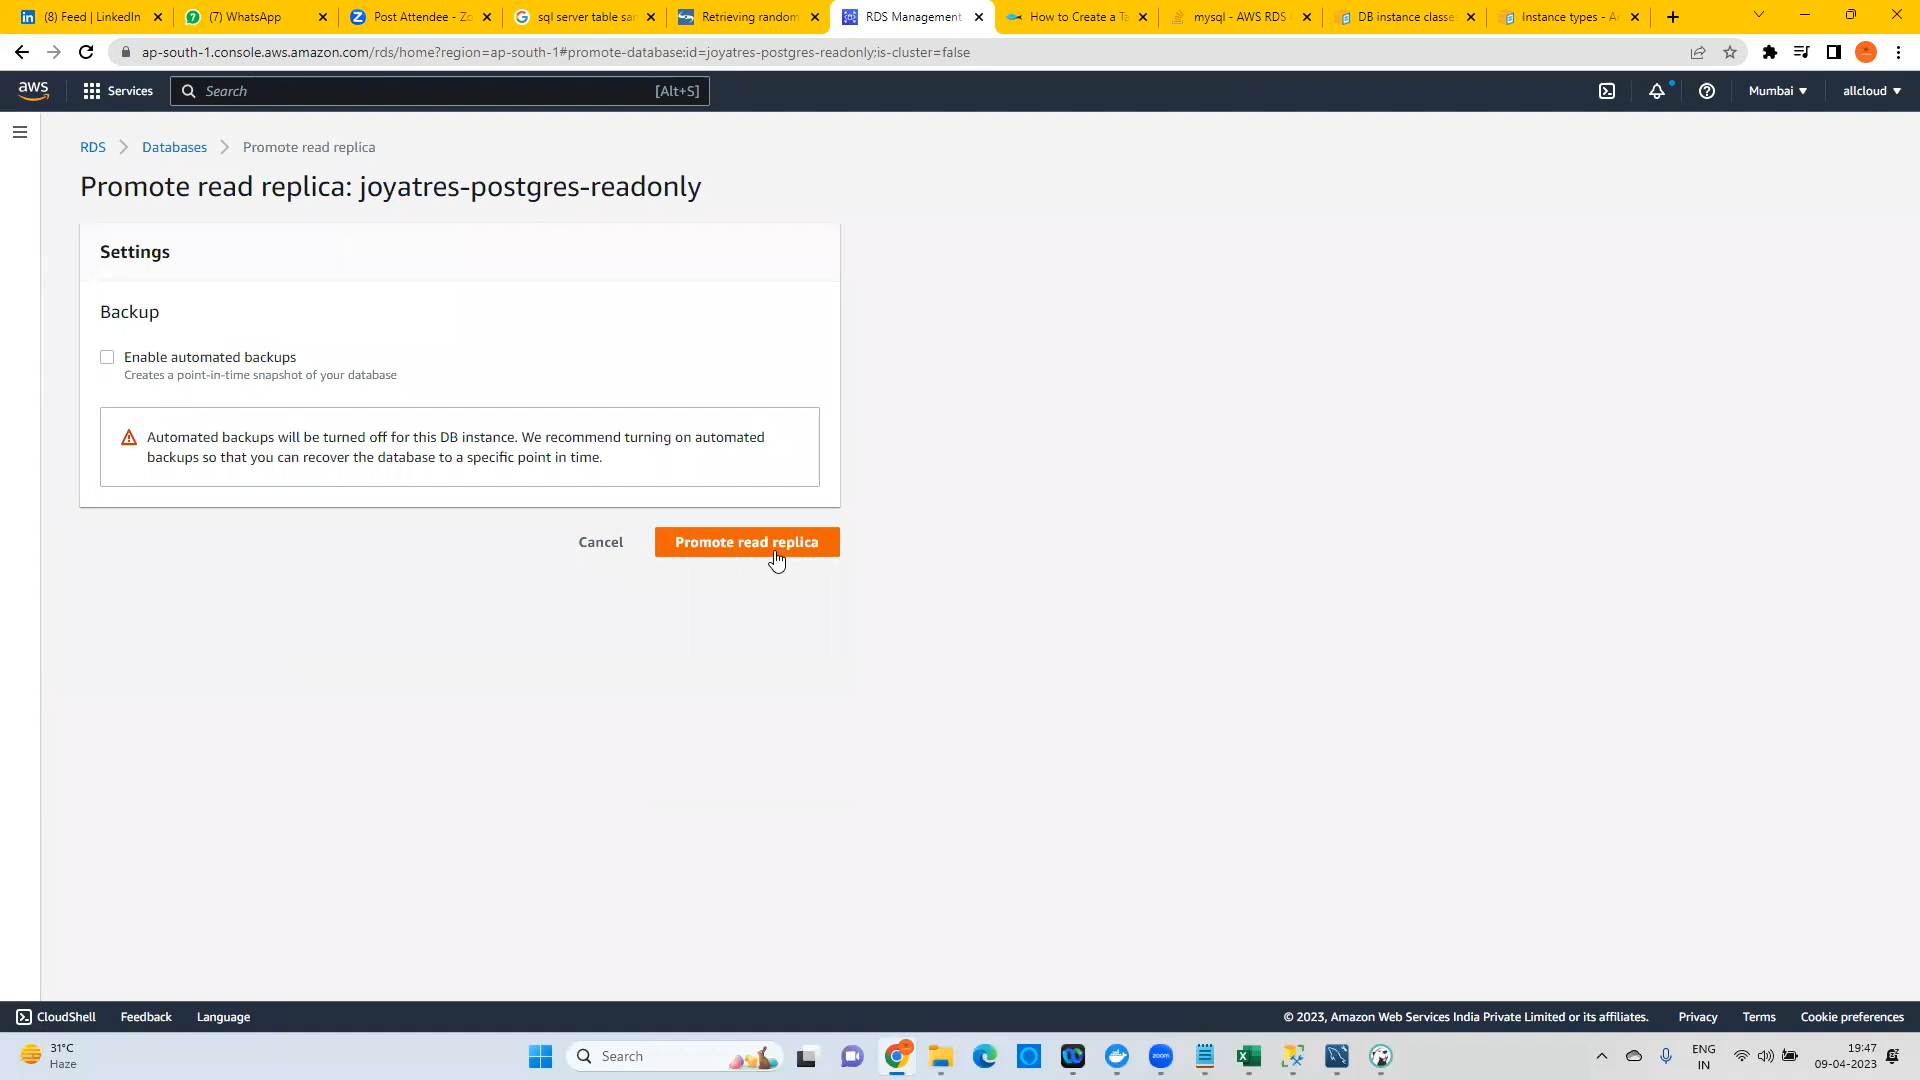 (8) Feed | LinkedIn
(7) WhatsApp
Post Attendee - Zo
sql server table sar
Retrieving random
RDS Management
How to Create a Ta
mysql - AWS RDS
DB instance classe
Instance types - A
ap-south-1.console.aws.amazon.com/rds/home?region=ap-south-1#promote-database:id=joyatres-postgres-readonly;is-cluster=false
aws
Services
Search
[Alt+S]
Mumbai
allcloud
RDS
Databases
Promote read replica
Promote read replica: joyatres-postgres-readonly
Settings
Backup
Enable automated backups
Creates a point-in-time snapshot of your database
Automated backups will be turned off for this DB instance. We recommend turning on automated
backups so that you can recover the database to a specific point in time.
Cancel
Promote read replica
CloudShell
Feedback
Language
© 2023, Amazon Web Services India Private Limited or its affiliates.
Privacy
Terms
Cookie preferences
31°C
Haze
Search
zoom
ENG
IN
19:47
09-04-2023